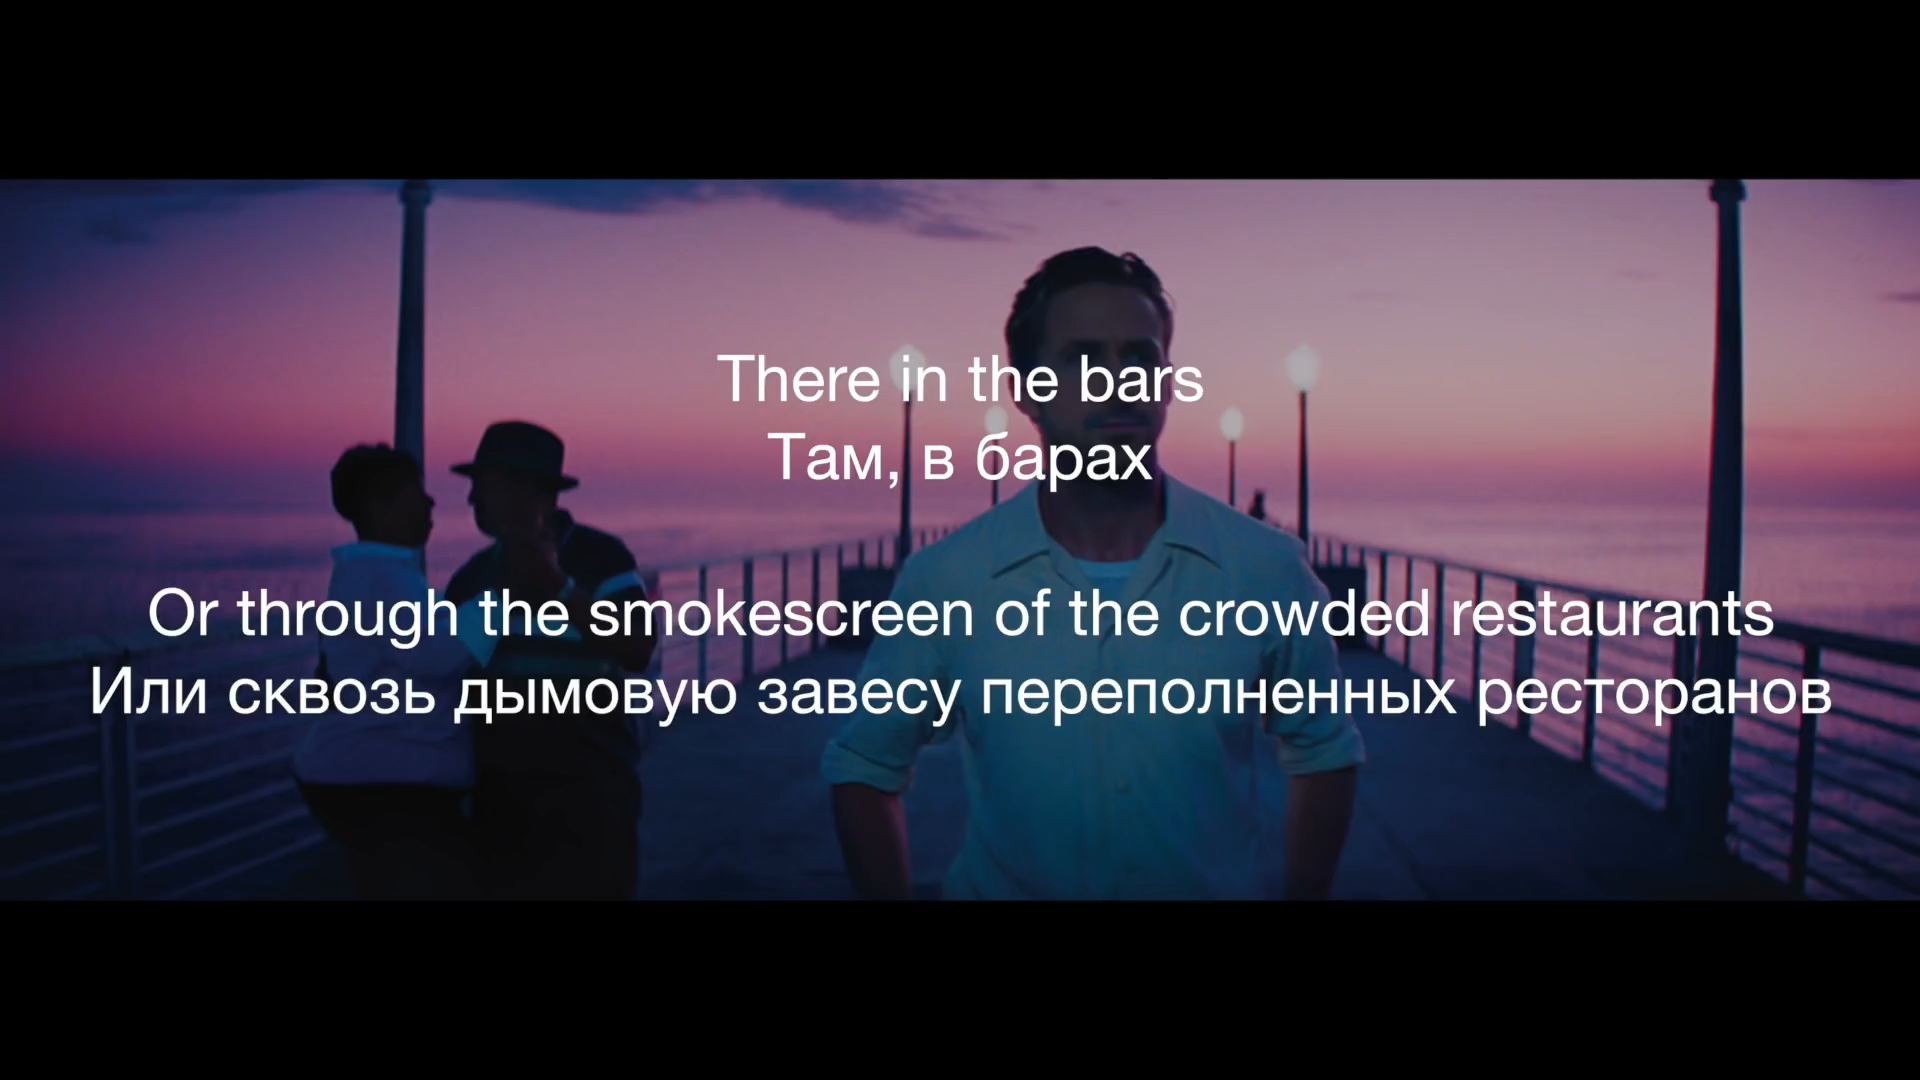 There in the bars
Там, в барах
Or through the smokescreen of the crowded restaurants
Или сквозь дымовую завесу переполненных ресторанов